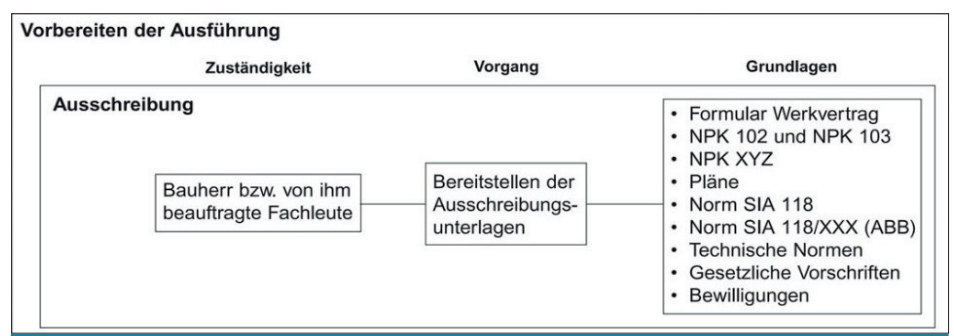 Vorbereiten der Ausführung
Zuständigkeit Vorgang Grundlagen
Ausschreibung
Bauherr bzw. von ihm
beauftragte Fachleute
Bereitstellen der
Ausschreibungs-
unterlagen
• Formular Werkvertrag
• NPK 102 und NPK 103
• NPK XYZ
• Pläne
• Norm SIA 118
• Norm SIA 118/XXX (ABB)
• Technische Normen
• Gesetzliche Vorschriften
• Bewilligungen